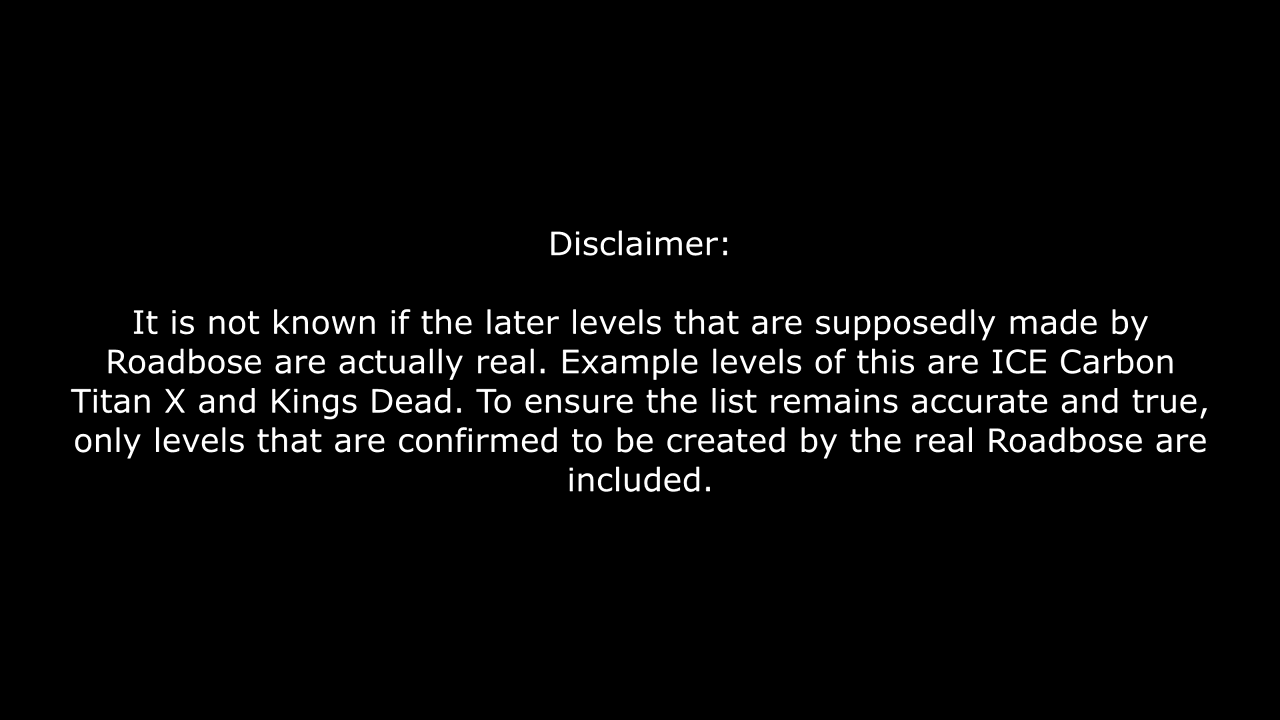 Disclaimer:
It is not known if the later levels that are supposedly made by
Roadbose are actually real. Example levels of this are ICE Carbon
Titan X and Kings Dead. To ensure the list remains accurate and true,
only levels that are confirmed to be created by the real Roadbose are
included.